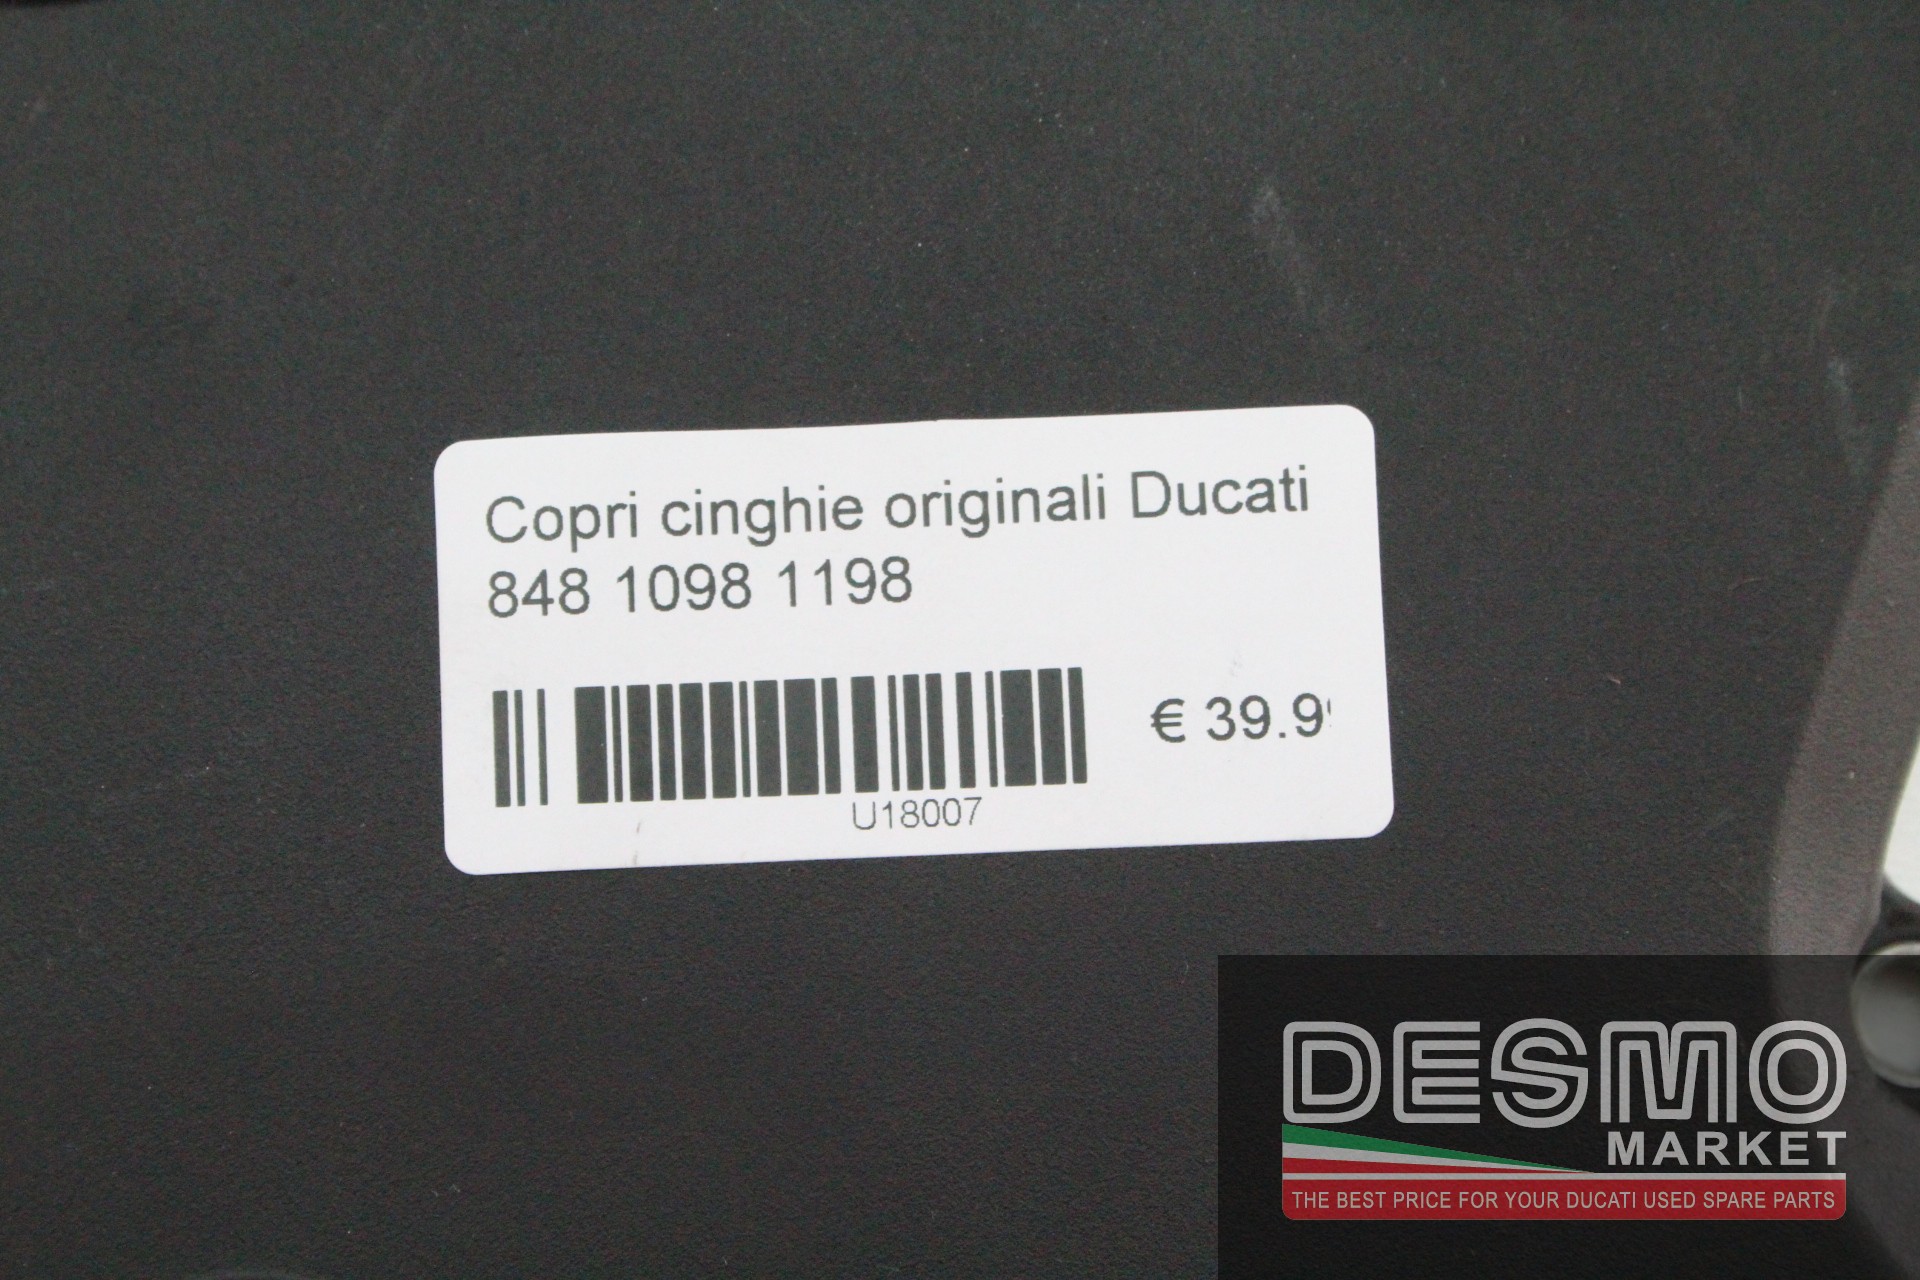 Copri cinghie originali Ducati
848 1098 1198
€ 39.9
U18007
DESMO
MARKET
THE BEST PRICE FOR YOUR DUCATI USED SPARE PARTS